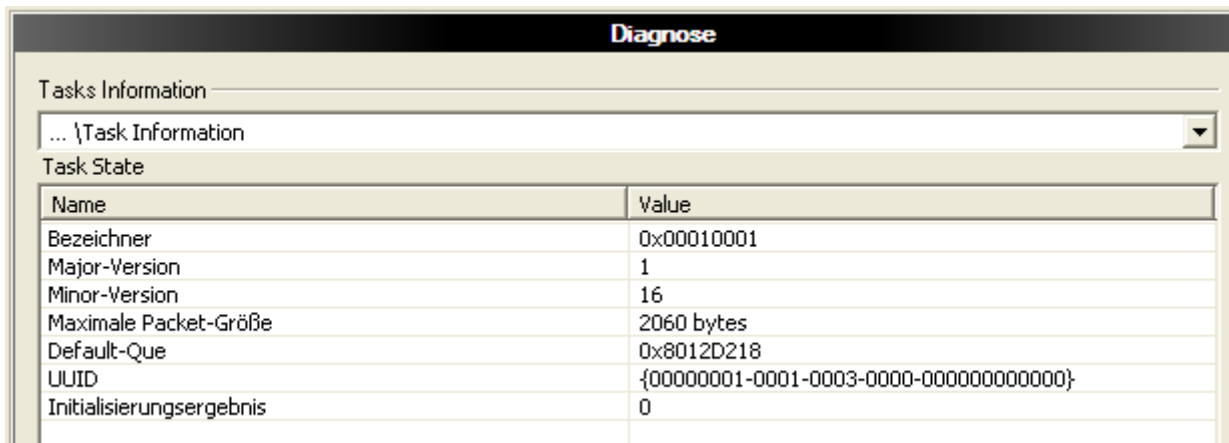 Diagnose
Tasks Information
... \Task Information
Task State
Name Value
Bezeichner 0x00010001
Major-Version 1
Minor-Version 16
Maximale Packet-Größe 2060 bytes
Default-Que 0x8012D218
UUID {00000001-0001-0003-0000-000000000000}
Initialisierungsergebnis 0